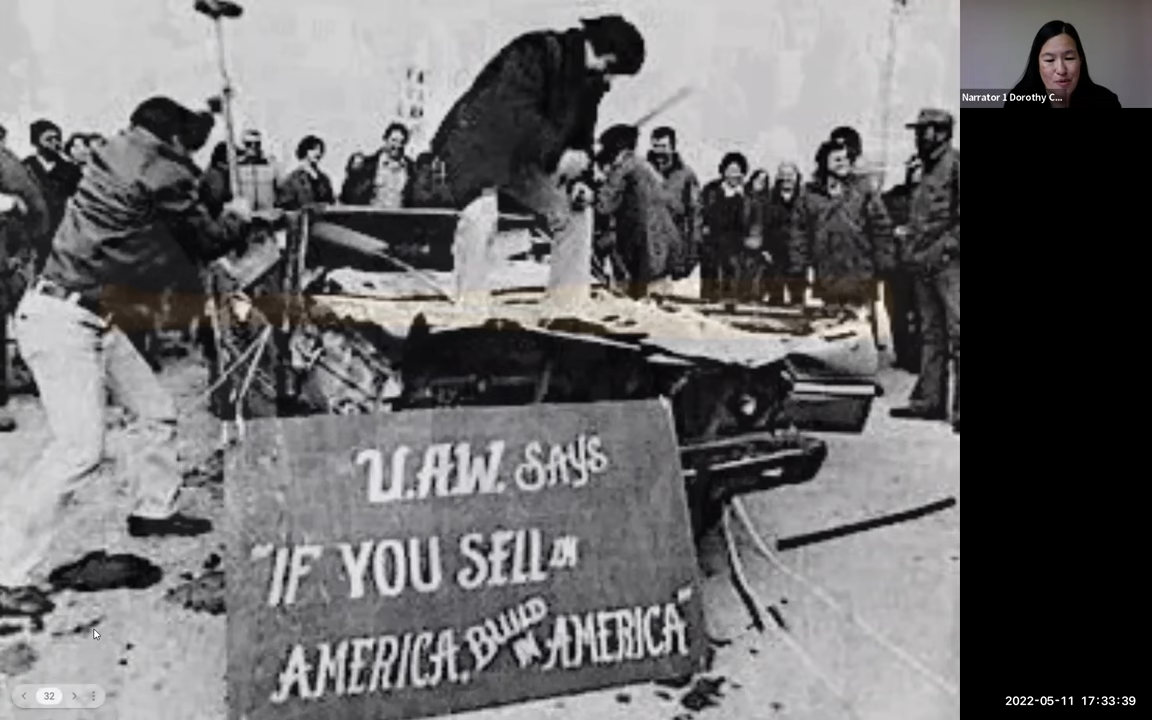 Narrator 1 Dorothy C...
U.A.W. SAYS
"IF YOU SELL IN
AMERICA, BUILD IN AMERICA"
32
2022-05-11 17:33:39